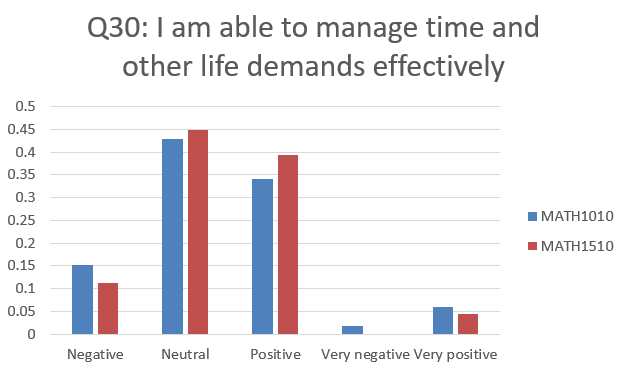 Q30: I am able to manage time and
other life demands effectively
0.5
0.45
0.4
0.35
0.3
0.25
0.2
0.15
0.1
0.05
0
Negative Neutral Positive Very negative Very positive
MATH1010
MATH1510